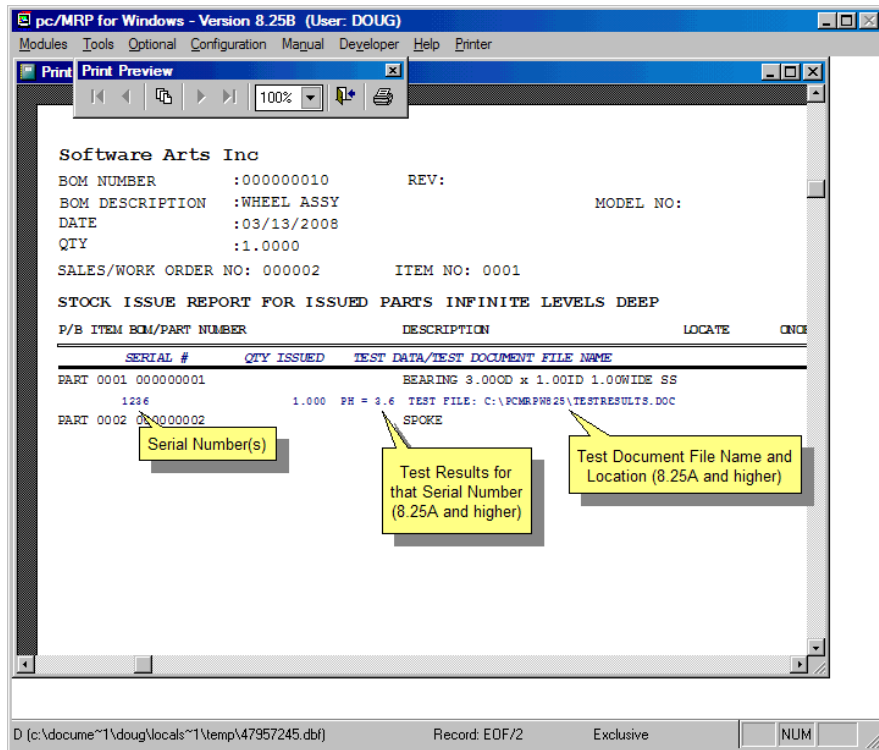 pc/MRP for Windows - Version 8.25B (User: DOUG)
Modules Tools Optional Configuration Manual Developer Help Printer
Print
Print Preview
100%
Software Arts Inc
BOM NUMBER :000000010 REV:
BOM DESCRIPTION :WHEEL ASSY MODEL NO:
DATE :03/13/2008
QTY :1.0000
SALES/WORK ORDER NO: 000002 ITEM NO: 0001
STOCK ISSUE REPORT FOR ISSUED PARTS INFINITE LEVELS DEEP
P/B ITEM BOM/PART NUMBER DESCRIPTION LOCATE
SERIAL # QTY ISSUED TEST DATA/TEST DOCUMENT FILE NAME
PART 0001 000000001 BEARING 3.00OD x 1.00ID 1.00WIDE SS
1236 1.000 PH = 3.6 TEST FILE: C:\PCMRPW825\TESTRESULTS.DOC
PART 0002 000000002 SPOKE
Serial Number(s)
Test Results for
that Serial Number
(8.25A and higher)
Test Document File Name and
Location (8.25A and higher)
D (c:\docume~1\doug\locals~1\temp\47957245.dbf) Record: EOF/2 Exclusive NUM